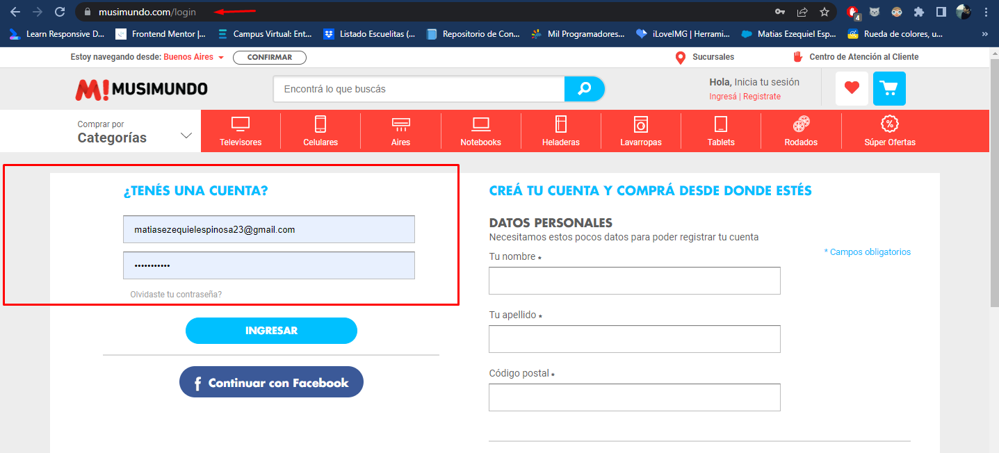 musimundo.com/login
4
Learn Responsive D... Frontend Mentor |... Campus Virtual: Ent... Listado Escuelitas (... Repositorio de Con... Mil Programadores... iLoveIMG | Herrami... Matias Ezequiel Esp... Rueda de colores, u... »
Estoy navegando desde: Buenos Aires CONFIRMAR Sucursales Centro de Atención al Cliente
M! MUSIMUNDO
Encontrá lo que buscás
Hola, Inicia tu sesión
Ingresá | Registrate
Comprar por
Categorías
Televisores Celulares Aires Notebooks Heladeras Lavarropas Tablets Rodados Súper Ofertas
¿TENÉS UNA CUENTA?
matiasezequielespinosa23@gmail.com
•••••••••••
Olvidaste tu contraseña?
INGRESAR
f Continuar con Facebook
CREÁ TU CUENTA Y COMPRÁ DESDE DONDE ESTÉS
DATOS PERSONALES
Necesitamos estos pocos datos para poder registrar tu cuenta
* Campos obligatorios
Tu nombre *
Tu apellido *
Código postal *